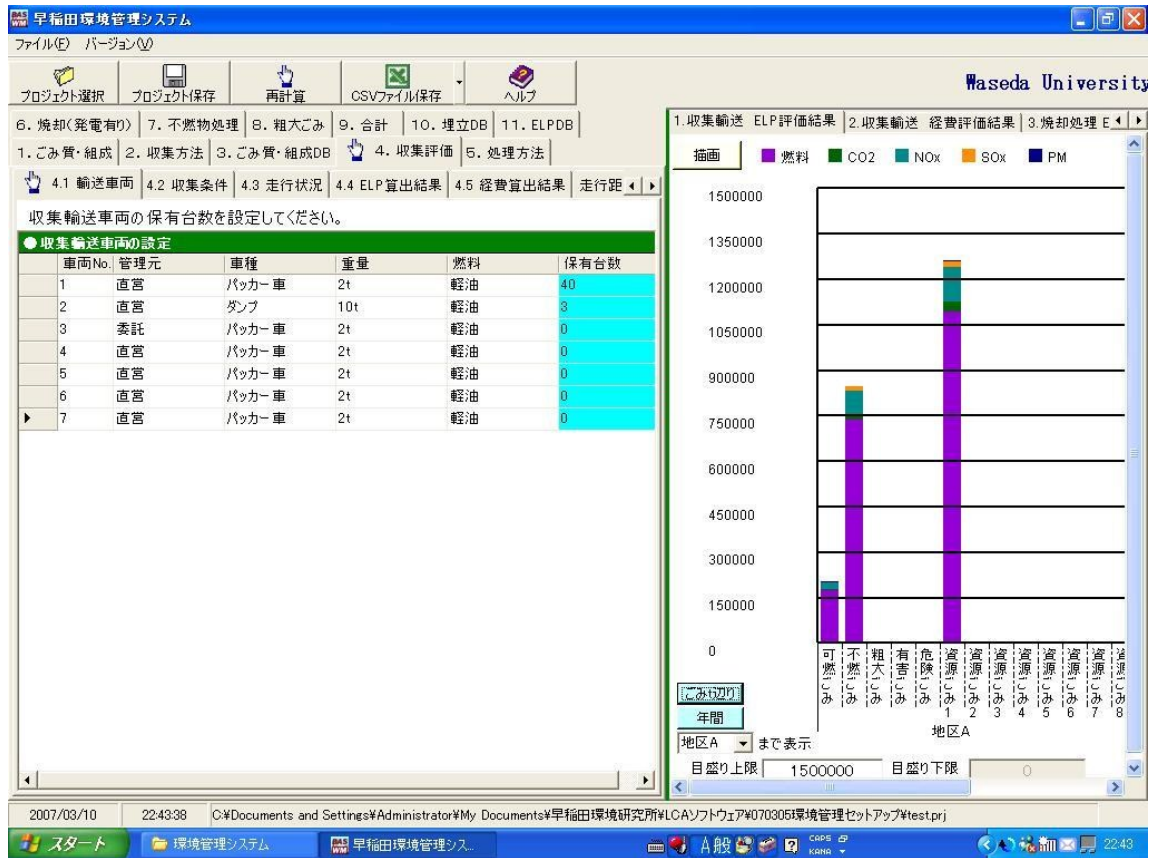 早稲田環境管理システム
ファイル(F) バージョン(V)
プロジェクト選択 プロジェクト保存 再計算 CSVファイル保存 ヘルプ
Waseda University
6. 焼却(発電有り) 7. 不燃物処理 8. 粗大ごみ 9. 合計 10. 埋立DB 11. ELPDB
1. ごみ質・組成 2. 収集方法 3. ごみ質・組成DB 4. 収集評価 5. 処理方法
4.1 輸送車両 4.2 収集条件 4.3 走行状況 4.4 ELP算出結果 4.5 経費算出結果 走行距
収集輸送車両の保有台数を設定してください。
●収集輸送車両の設定
車両No. 管理元 車種 重量 燃料 保有台数
1 直営 パッカー車 2t 軽油 40
2 直営 ダンプ 10t 軽油 3
3 委託 パッカー車 2t 軽油 0
4 直営 パッカー車 2t 軽油 0
5 直営 パッカー車 2t 軽油 0
6 直営 パッカー車 2t 軽油 0
7 直営 パッカー車 2t 軽油 0
1.収集輸送 ELP評価結果 2.収集輸送 経費評価結果 3.焼却処理 E
描画 燃料 CO2 NOx SOx PM
1500000
1350000
1200000
1050000
900000
750000
600000
450000
300000
150000
0
可燃ごみ 不燃ごみ 粗大ごみ 有害ごみ 危険ごみ 資源ごみ1 資源ごみ2 資源ごみ3 資源ごみ4 資源ごみ5 資源ごみ6 資源ごみ7 資源ごみ8
地区A
ごみt辺り
年間
地区A まで表示
目盛り上限 1500000 目盛り下限 0
2007/03/10 22:43:38 C:¥Documents and Settings¥Administrator¥My Documents¥早稲田環境研究所¥LCAソフトウェア¥070305環境管理セットアップ¥test.prj
スタート 環境管理システム 早稲田環境管理シス... A 般 CAPS KANA 22:43